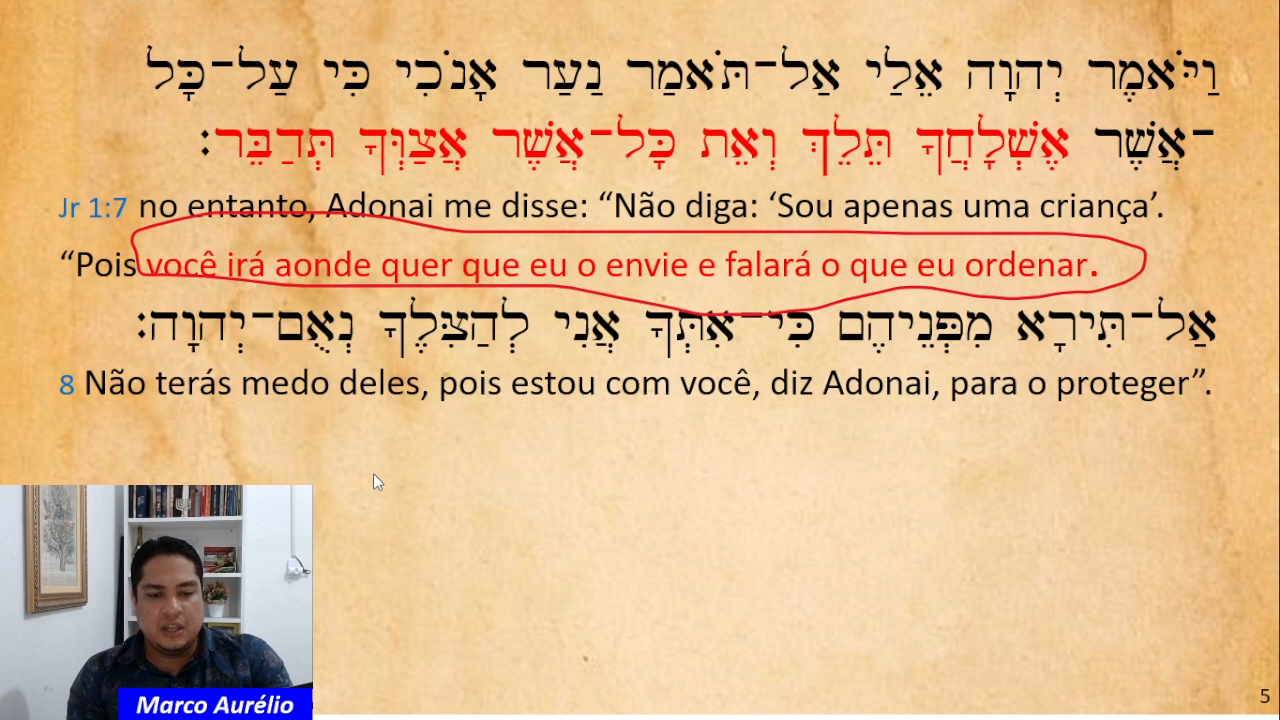 וַיֹּאמֶר יְהוָה אֵלַי אַל־תֹּאמַר נַעַר אָנֹכִי כִּי עַל־כָּל
־אֲשֶׁר אֶשְׁלָחֲךָ תֵּלֵךְ וְאֵת כָּל־אֲשֶׁר אֲצַוְּךָ תְּדַבֵּר׃
Jr 1:7 no entanto, Adonai me disse: “Não diga: ‘Sou apenas uma criança’.
“Pois você irá aonde quer que eu o envie e falará o que eu ordenar.
אַל־תִּירָא מִפְּנֵיהֶם כִּי־אִתְּךָ אֲנִי לְהַצִּלֶךָ נְאֻם־יְהוָה׃
8 Não terás medo deles, pois estou com você, diz Adonai, para o proteger”.
Marco Aurélio
5